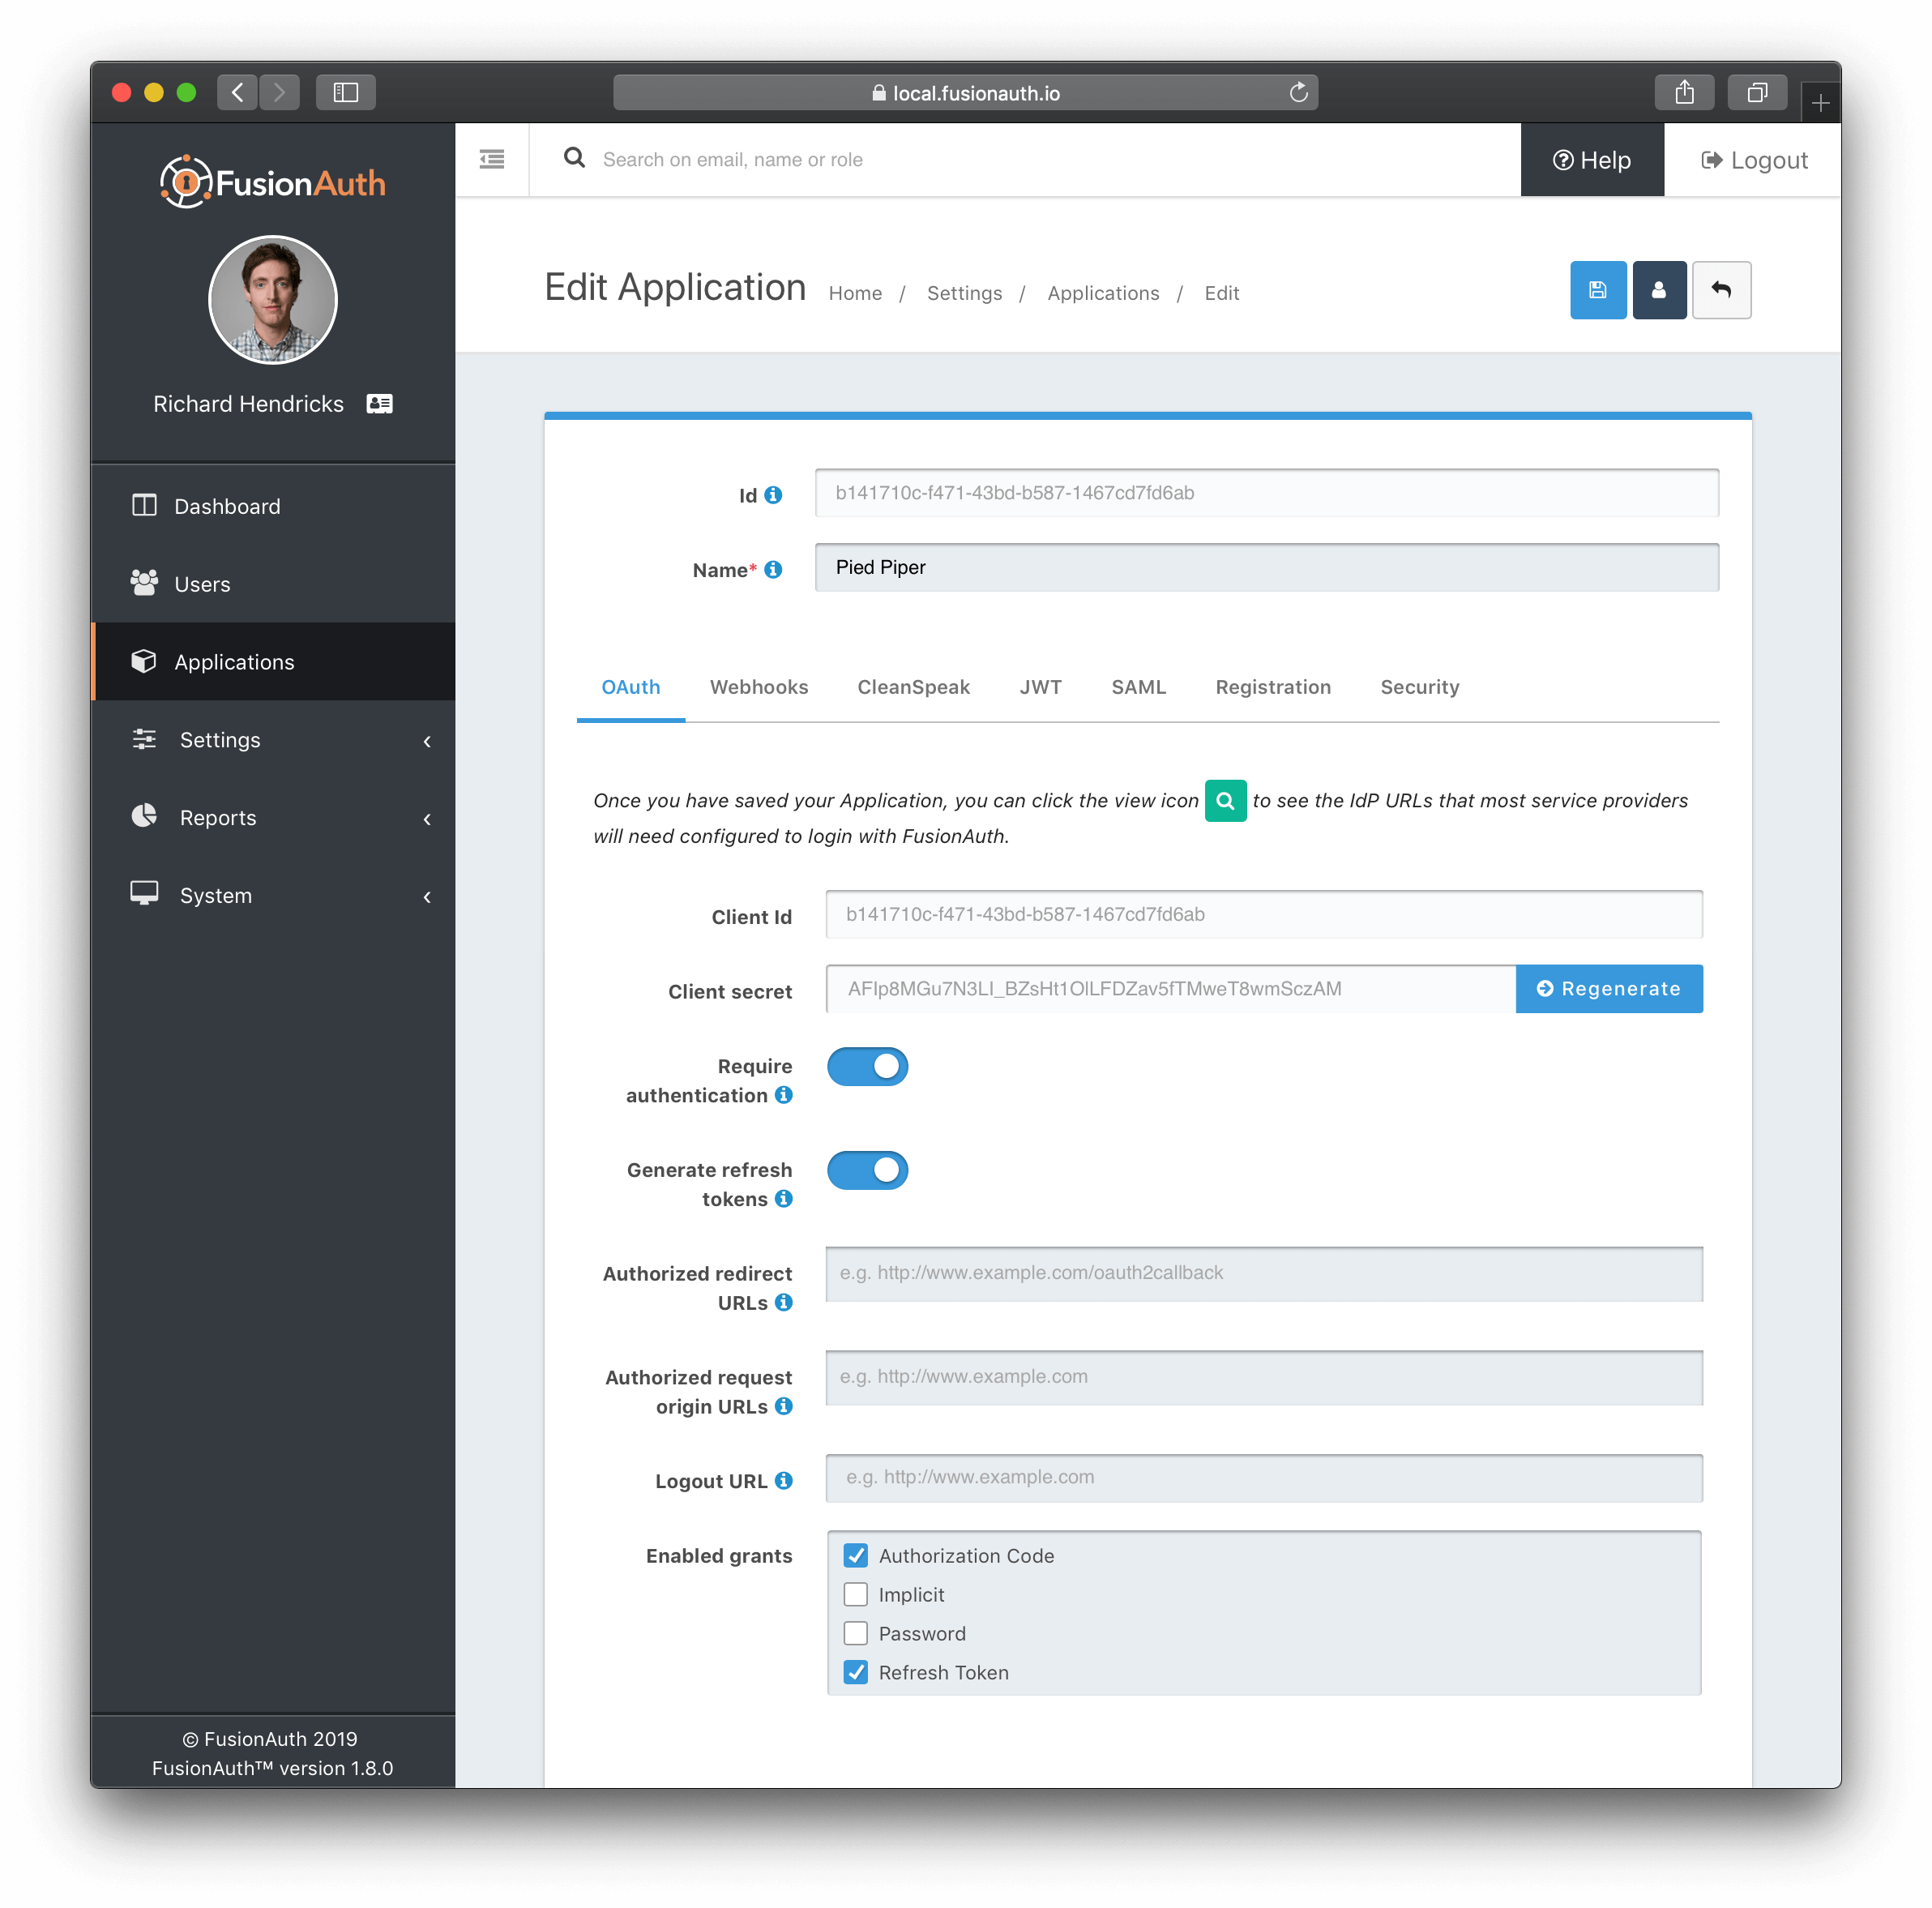 local.fusionauth.io
FusionAuth
Search on email, name or role
Help
Logout
Richard Hendricks
Dashboard
Users
Applications
Settings
Reports
System
© FusionAuth 2019
FusionAuth™ version 1.8.0
Edit Application
Home / Settings / Applications / Edit
Id
b141710c-f471-43bd-b587-1467cd7fd6ab
Name*
Pied Piper
OAuth Webhooks CleanSpeak JWT SAML Registration Security
Once you have saved your Application, you can click the view icon to see the IdP URLs that most service providers
will need configured to login with FusionAuth.
Client Id
b141710c-f471-43bd-b587-1467cd7fd6ab
Client secret
AFIp8MGu7N3LI_BZsHt1OlLFDZav5fTMweT8wmSczAM
Regenerate
Require
authentication
Generate refresh
tokens
Authorized redirect
URLs
e.g. http://www.example.com/oauth2callback
Authorized request
origin URLs
e.g. http://www.example.com
Logout URL
e.g. http://www.example.com
Enabled grants
Authorization Code
Implicit
Password
Refresh Token